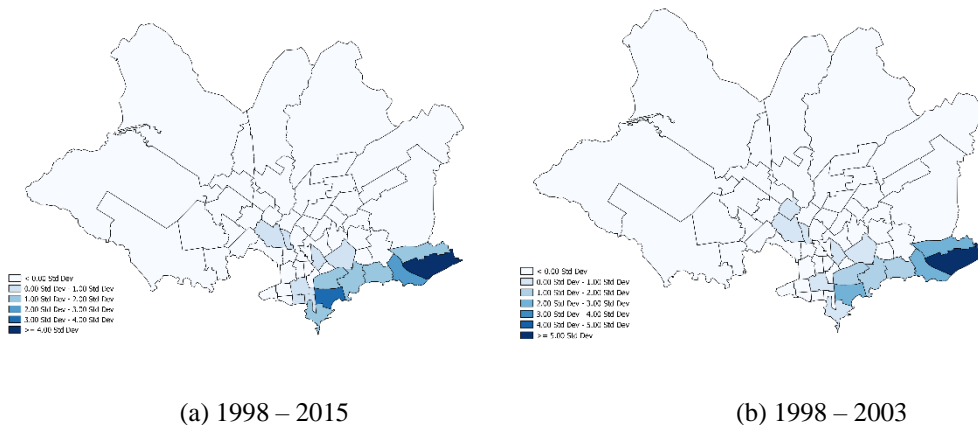 < 0.00 Std Dev
0.00 Std Dev - 1.00 Std Dev
1.00 Std Dev - 2.00 Std Dev
2.00 Std Dev - 3.00 Std Dev
3.00 Std Dev - 4.00 Std Dev
>= 4.00 Std Dev
< 0.00 Std Dev
0.00 Std Dev - 1.00 Std Dev
1.00 Std Dev - 2.00 Std Dev
2.00 Std Dev - 3.00 Std Dev
3.00 Std Dev - 4.00 Std Dev
4.00 Std Dev - 5.00 Std Dev
>= 5.00 Std Dev
(a) 1998 – 2015
(b) 1998 – 2003